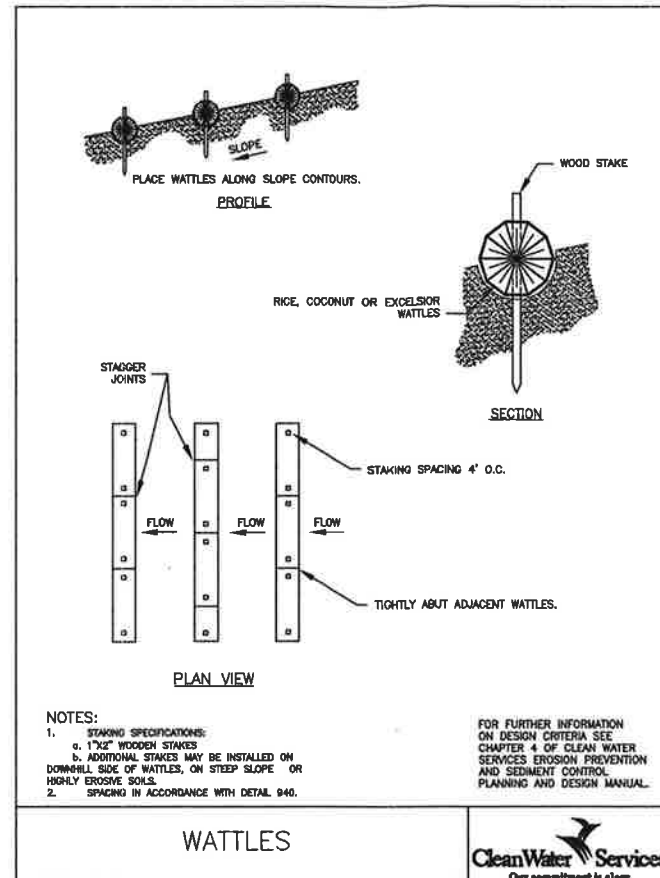 SLOPE
PLACE WATTLES ALONG SLOPE CONTOURS.
PROFILE
WOOD STAKE
RICE, COCONUT OR EXCELSIOR
WATTLES
SECTION
STAGGER
JOINTS
STAKING SPACING 4' O.C.
FLOW
FLOW
FLOW
TIGHTLY ABUT ADJACENT WATTLES.
PLAN VIEW
NOTES:
1. STAKING SPECIFICATIONS:
a. 1"X2" WOODEN STAKES
b. ADDITIONAL STAKES MAY BE INSTALLED ON
DOWNHILL SIDE OF WATTLES, ON STEEP SLOPE OR
HIGHLY EROSIVE SOILS.
2. SPACING IN ACCORDANCE WITH DETAIL 940.
FOR FURTHER INFORMATION
ON DESIGN CRITERIA SEE
CHAPTER 4 OF CLEAN WATER
SERVICES EROSION PREVENTION
AND SEDIMENT CONTROL
PLANNING AND DESIGN MANUAL.
WATTLES
CleanWater Services
Our commitment is clear.